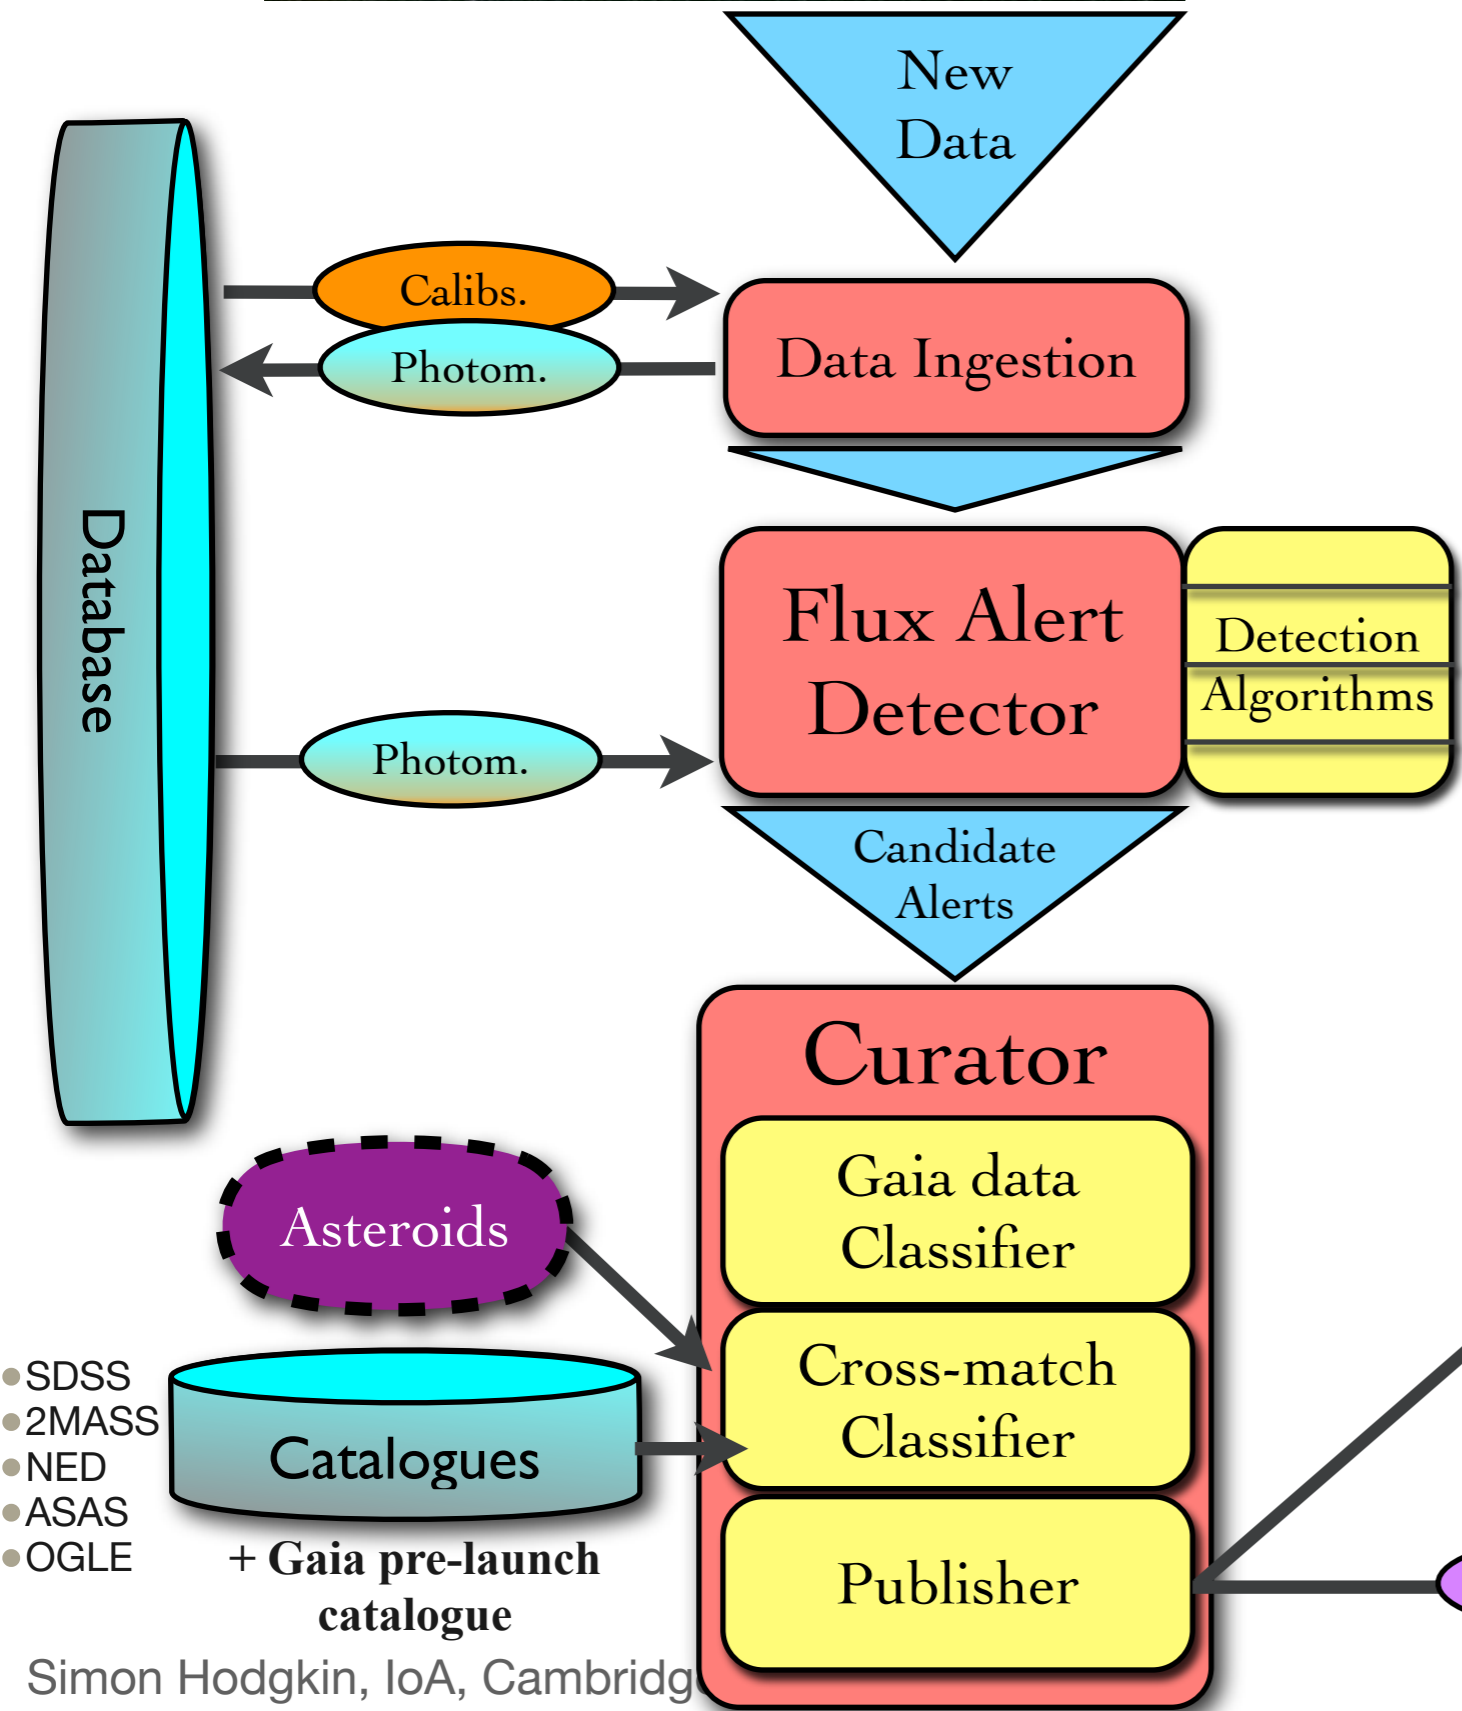 New
Data
Calibs.
Photom.
Data Ingestion
Database
Flux Alert
Detector
Detection
Algorithms
Photom.
Candidate
Alerts
Curator
Gaia data
Classifier
Asteroids
Cross-match
Classifier
SDSS
2MASS
NED
ASAS
OGLE
Catalogues
+ Gaia pre-launch
catalogue
Publisher
Simon Hodgkin, IoA, Cambridg